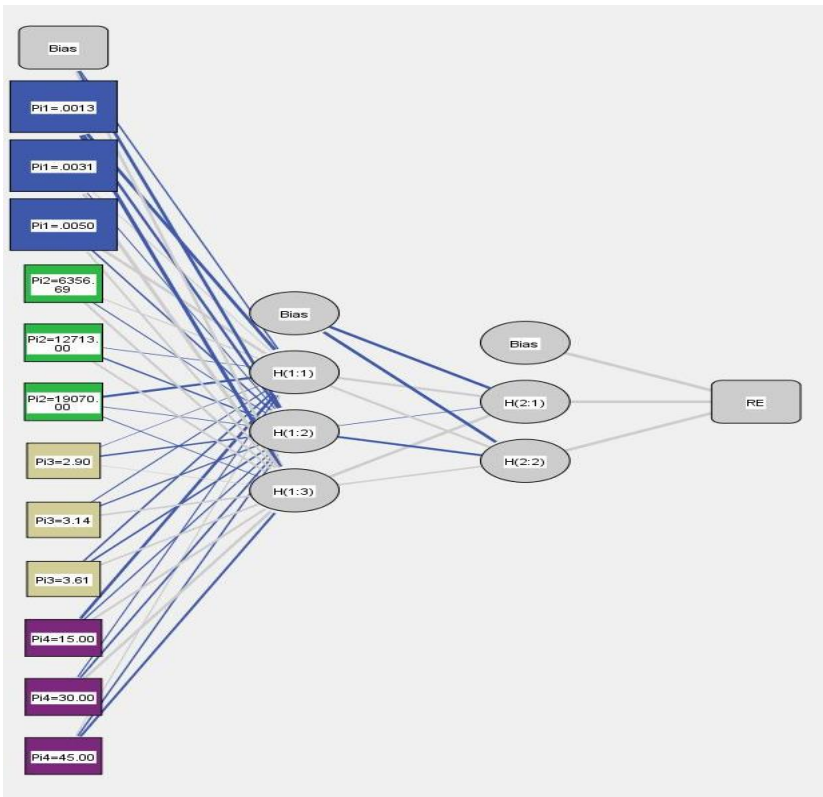 Bias
Pi1=.0013
Pi1=.0031
Pi1=.0050
Pi2=6356.
69
Pi2=12713.
00
Pi2=19070.
00
Pi3=2.90
Pi3=3.14
Pi3=3.61
Pi4=15.00
Pi4=30.00
Pi4=45.00
Bias
H(1:1)
H(1:2)
H(1:3)
Bias
H(2:1)
H(2:2)
RE